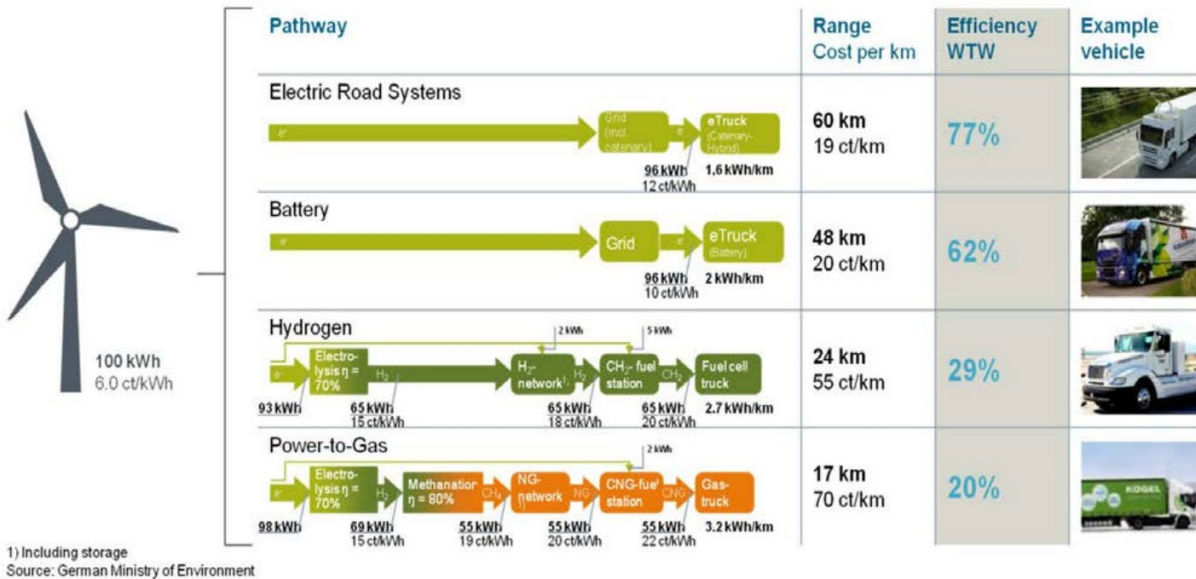 Pathway
Range
Cost per km
Efficiency
WTW
Example
vehicle
100 kWh
6.0 ct/kWh
Electric Road Systems
e-
Grid
(incl.
catenary)
e-
eTruck
(Catenary-
Hybrid)
96 kWh
12 ct/kWh
1,6 kWh/km
60 km
19 ct/km
77%
Battery
e-
Grid
e-
eTruck
(Battery)
96 kWh
10 ct/kWh
2 kWh/km
48 km
20 ct/km
62%
Hydrogen
2 kWh
5 kWh
e-
Electro-
lysis η =
70%
H₂
H₂-
network¹⁾
H₂
CH₂- fuel
station
CH₂
Fuel cell
truck
93 kWh
65 kWh
15 ct/kWh
65 kWh
18 ct/kWh
65 kWh
20 ct/kWh
2.7 kWh/km
24 km
55 ct/km
29%
Power-to-Gas
2 kWh
e-
Electro-
lysis η =
70%
H₂
Methanation
η = 80%
CH₄
NG-
network
1)
NG
CNG-fuel
station
CNG
Gas-
truck
98 kWh
69 kWh
15 ct/kWh
55 kWh
19 ct/kWh
55 kWh
20 ct/kWh
55 kWh
22 ct/kWh
3.2 kWh/km
17 km
70 ct/km
20%
KÖGEL
1) Including storage
Source: German Ministry of Environment